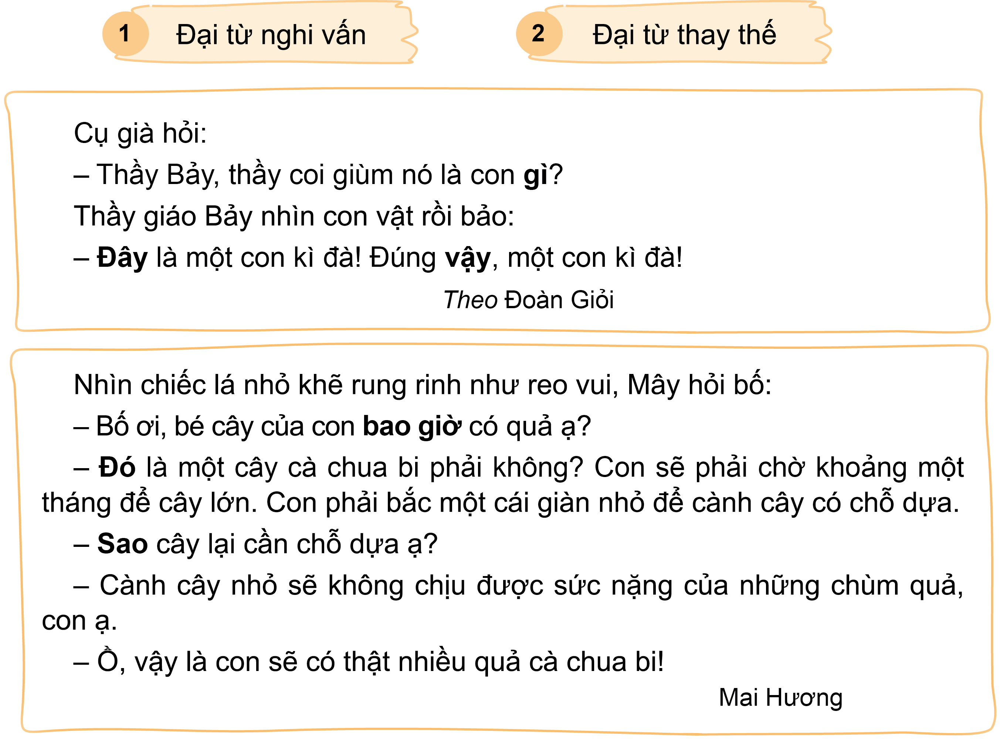 1 Đại từ nghi vấn
2 Đại từ thay thế
Cụ già hỏi:
– Thầy Bảy, thầy coi giùm nó là con gì?
Thầy giáo Bảy nhìn con vật rồi bảo:
– Đây là một con kì đà! Đúng vậy, một con kì đà!
Theo Đoàn Giỏi
Nhìn chiếc lá nhỏ khẽ rung rinh như reo vui, Mây hỏi bố:
– Bố ơi, bé cây của con bao giờ có quả ạ?
– Đó là một cây cà chua bi phải không? Con sẽ phải chờ khoảng một
tháng để cây lớn. Con phải bắc một cái giàn nhỏ để cành cây có chỗ dựa.
– Sao cây lại cần chỗ dựa ạ?
– Cành cây nhỏ sẽ không chịu được sức nặng của những chùm quả,
con ạ.
– Ồ, vậy là con sẽ có thật nhiều quả cà chua bi!
Mai Hương